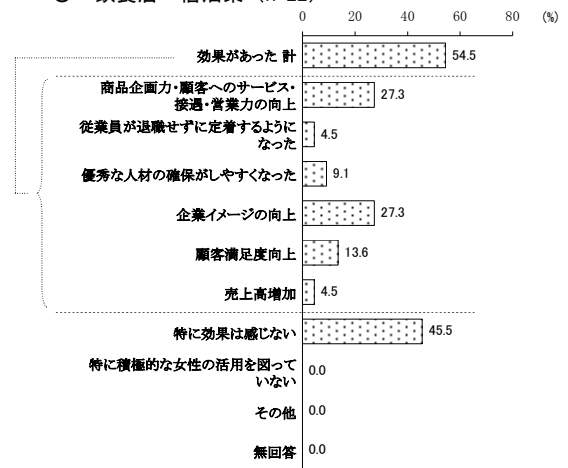 0 20 40 60 80 (%)
効果があった 計 54.5
商品企画力・顧客へのサービス・
接遇・営業力の向上 27.3
従業員が退職せずに定着するように
なった 4.5
優秀な人材の確保がしやすくなった 9.1
企業イメージの向上 27.3
顧客満足度向上 13.6
売上高増加 4.5
特に効果は感じない 45.5
特に積極的な女性の活用を図って
いない 0.0
その他 0.0
無回答 0.0